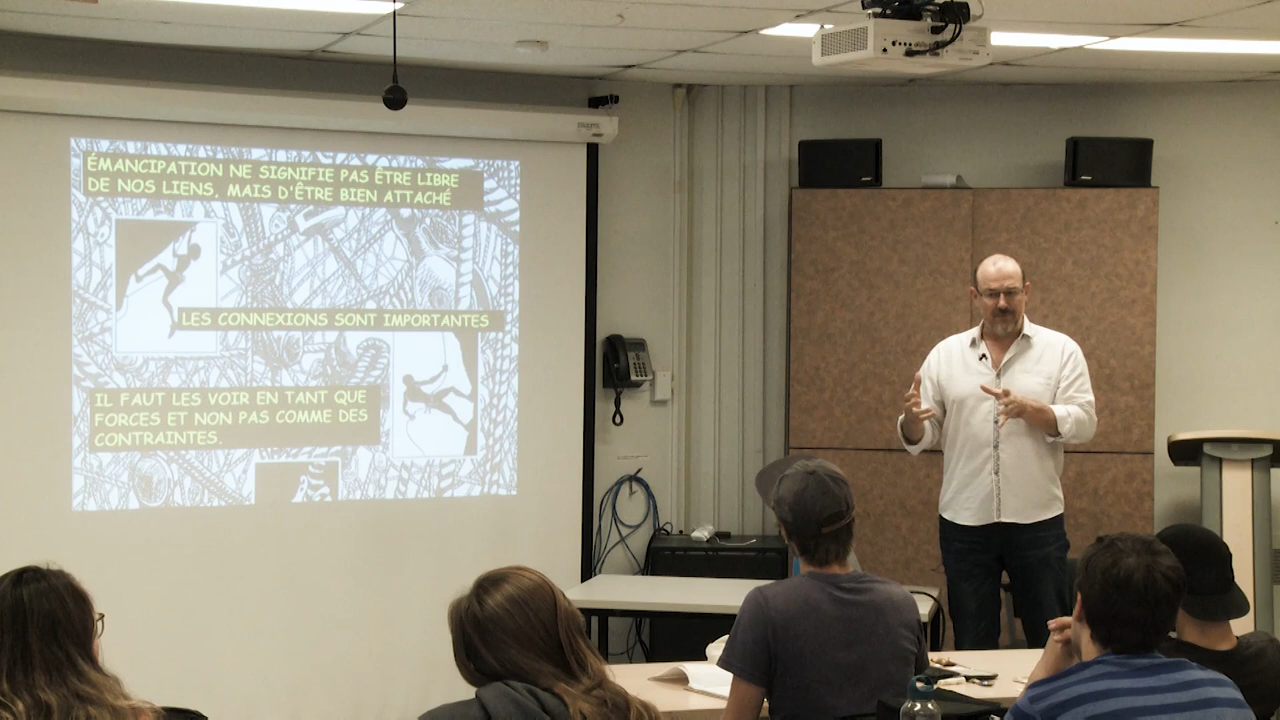 ÉMANCIPATION NE SIGNIFIE PAS ÊTRE LIBRE
DE NOS LIENS, MAIS D'ÊTRE BIEN ATTACHÉ
LES CONNEXIONS SONT IMPORTANTES
IL FAUT LES VOIR EN TANT QUE
FORCES ET NON PAS COMME DES
CONTRAINTES.